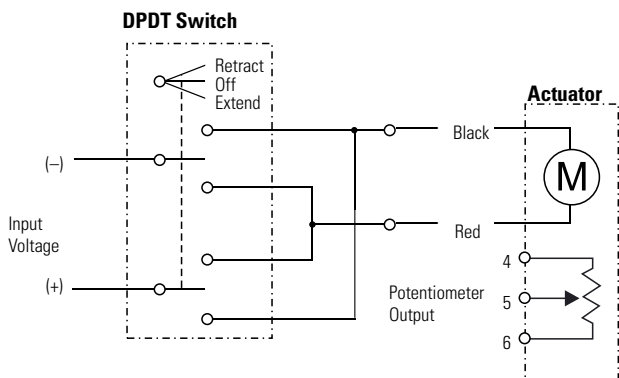 DPDT Switch
Retract
Off
Extend
Actuator
Black
(–)
M
Input
Voltage
Red
4
(+)
Potentiometer
Output
5
6